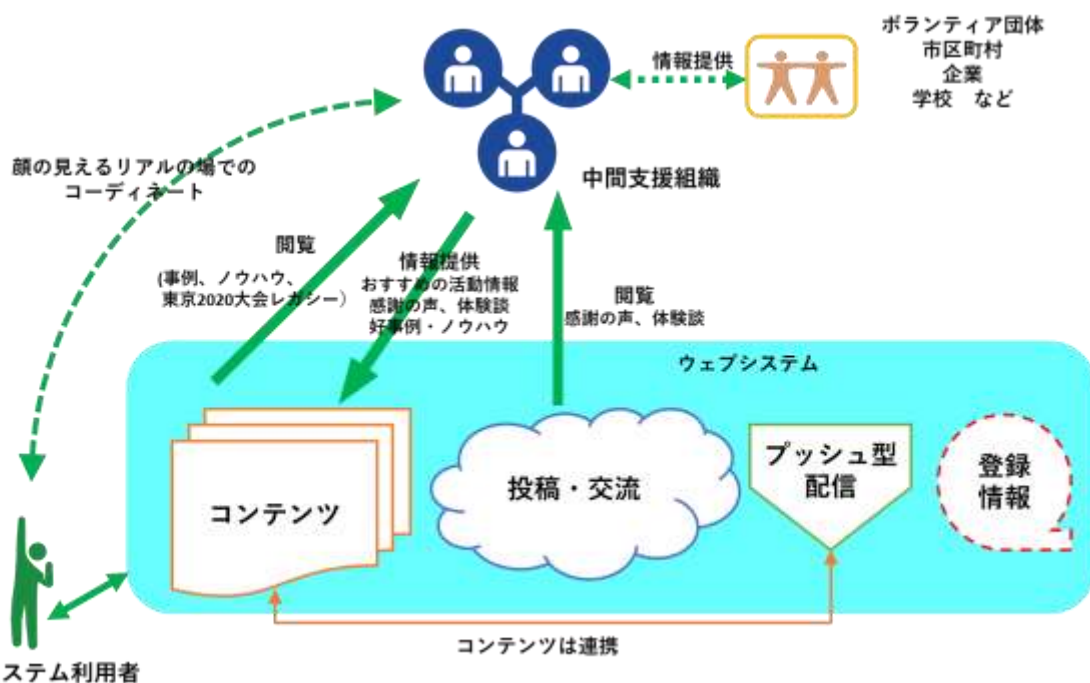 ボランティア団体
市区町村
企業
学校　など
情報提供
中間支援組織
顔の見えるリアルの場での
コーディネート
閲覧
(事例、ノウハウ、
東京2020大会レガシー）
情報提供
おすすめの活動情報
感謝の声、体験談
好事例・ノウハウ
閲覧
感謝の声、体験談
ウェブシステム
コンテンツ
投稿・交流
プッシュ型
配信
登録
情報
コンテンツは連携
ステム利用者